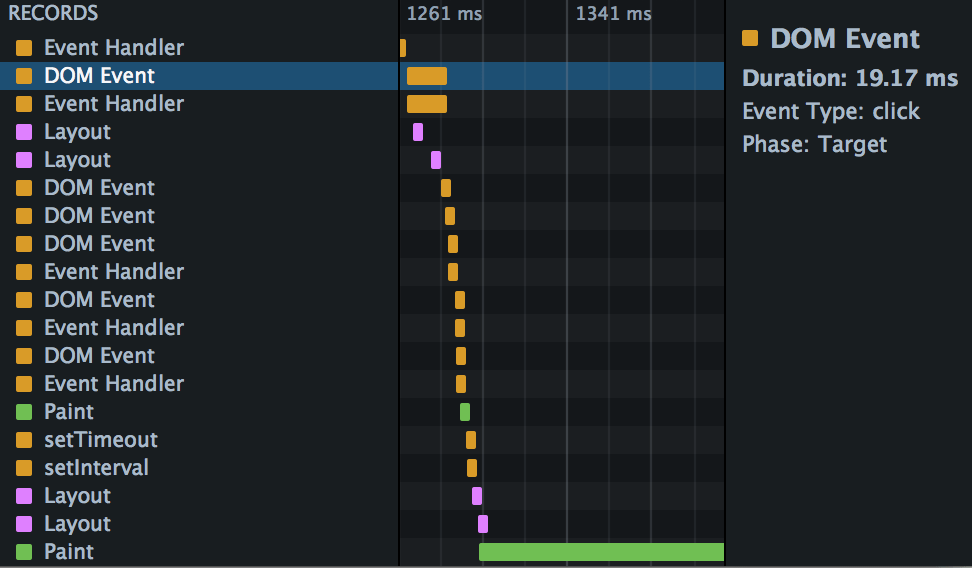 RECORDS
1261 ms
1341 ms
Event Handler
DOM Event
Event Handler
Layout
Layout
DOM Event
DOM Event
DOM Event
Event Handler
DOM Event
Event Handler
DOM Event
Event Handler
Paint
setTimeout
setInterval
Layout
Layout
Paint
DOM Event
Duration: 19.17 ms
Event Type: click
Phase: Target